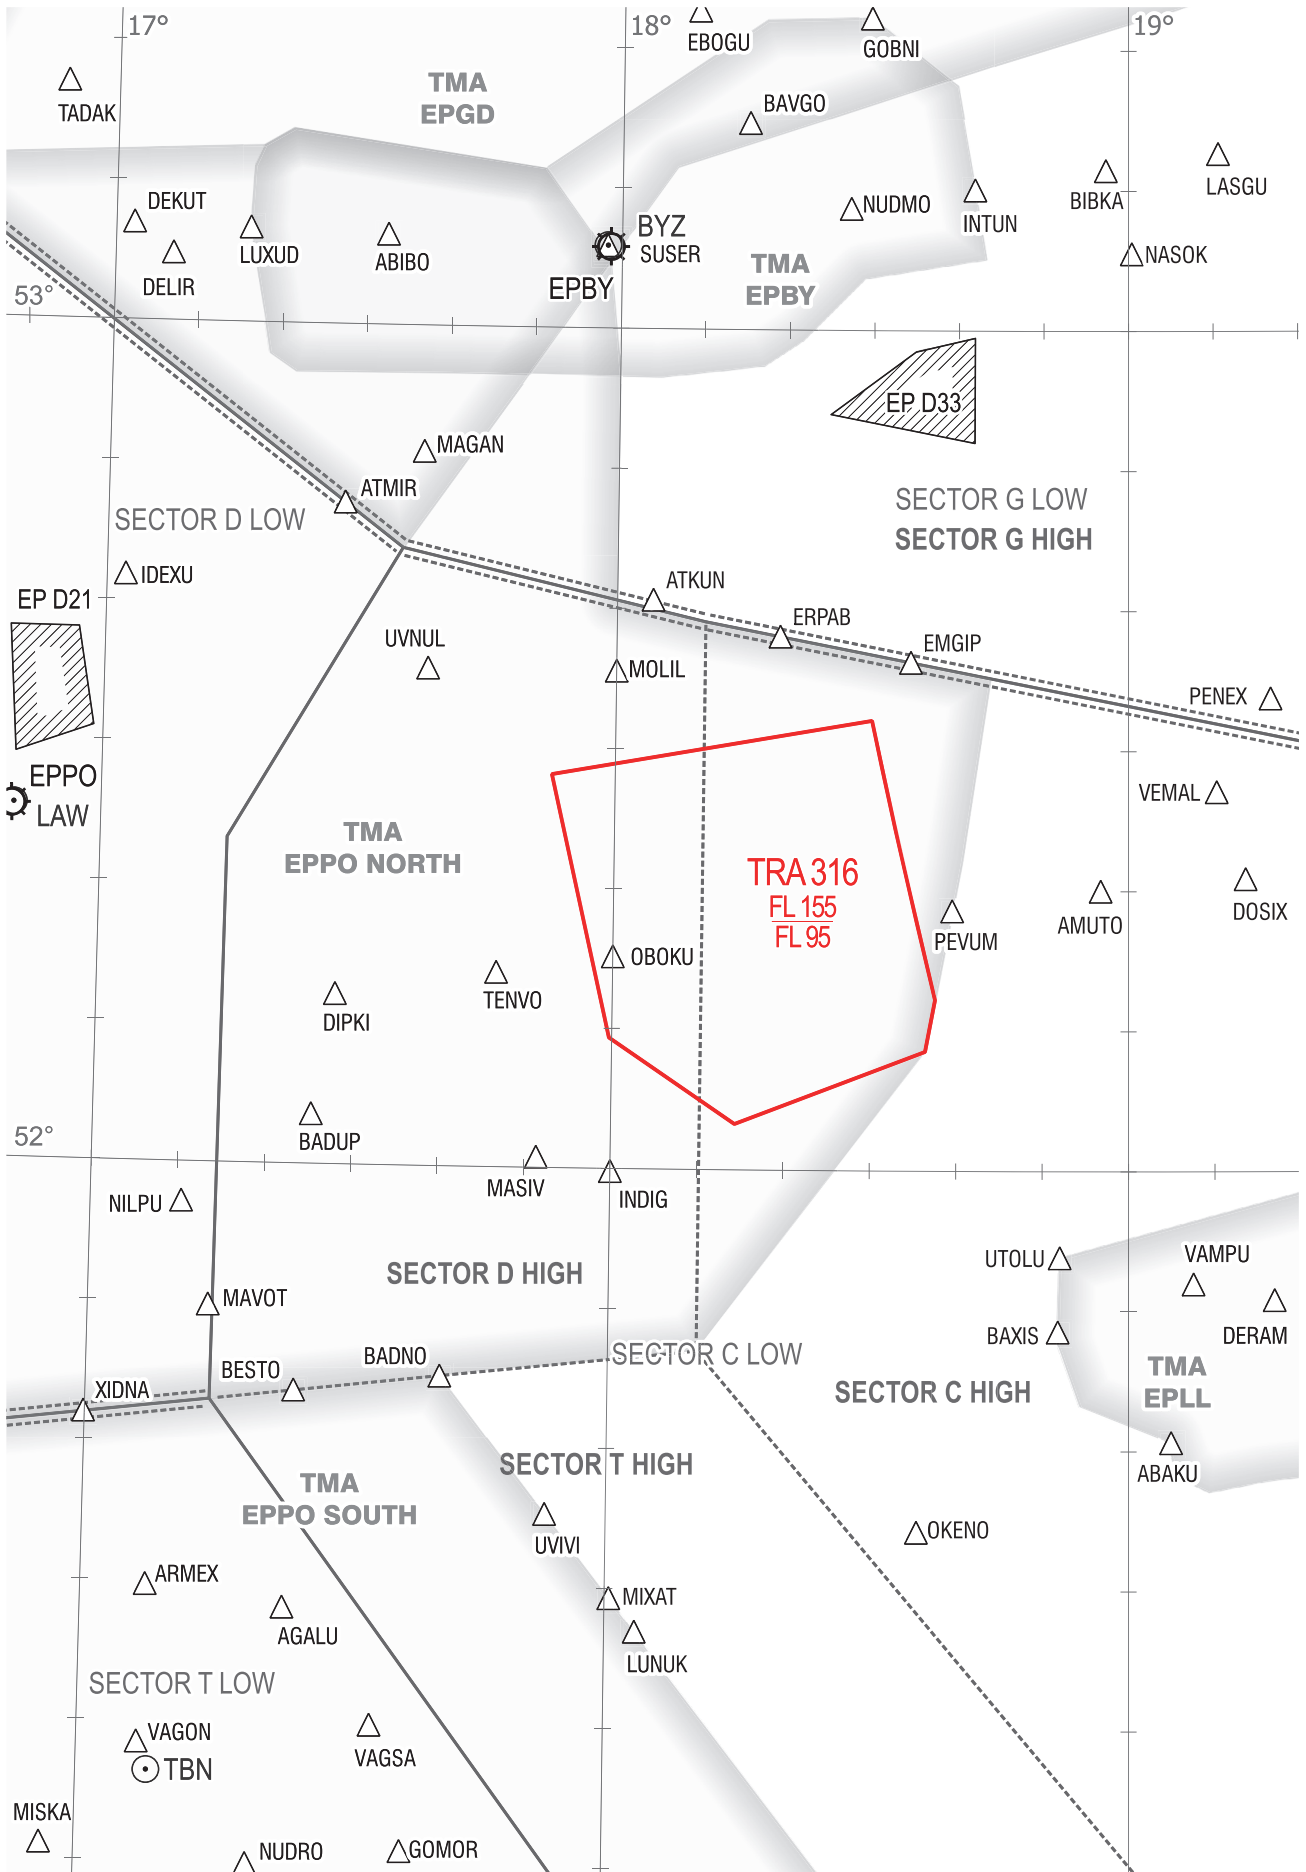 17°
18°
19°
EBOGU
GOBNI
TADAK
TMA
EPGD
BAVGO
DEKUT
LUXUD
DELIR
ABIBO
BYZ
SUSER
EPBY
NUDMO
INTUN
BIBKA
LASGU
NASOK
TMA
EPBY
53°
EP D33
MAGAN
ATMIR
SECTOR D LOW
SECTOR G LOW
SECTOR G HIGH
IDEXU
EP D21
ATKUN
ERPAB
EMGIP
UVNUL
MOLIL
PENEX
EPPO
LAW
VEMAL
TMA
EPPO NORTH
TRA 316
FL 155
FL 95
PEVUM
AMUTO
DOSIX
OBOKU
TENVO
DIPKI
BADUP
52°
MASIV
INDIG
NILPU
SECTOR D HIGH
UTOLU
VAMPU
MAVOT
BAXIS
DERAM
BADNO
SECTOR C LOW
BESTO
SECTOR C HIGH
TMA
EPLL
XIDNA
SECTOR T HIGH
ABAKU
TMA
EPPO SOUTH
UVIVI
OKENO
ARMEX
MIXAT
AGALU
LUNUK
SECTOR T LOW
VAGON
TBN
VAGSA
MISKA
NUDRO
GOMOR